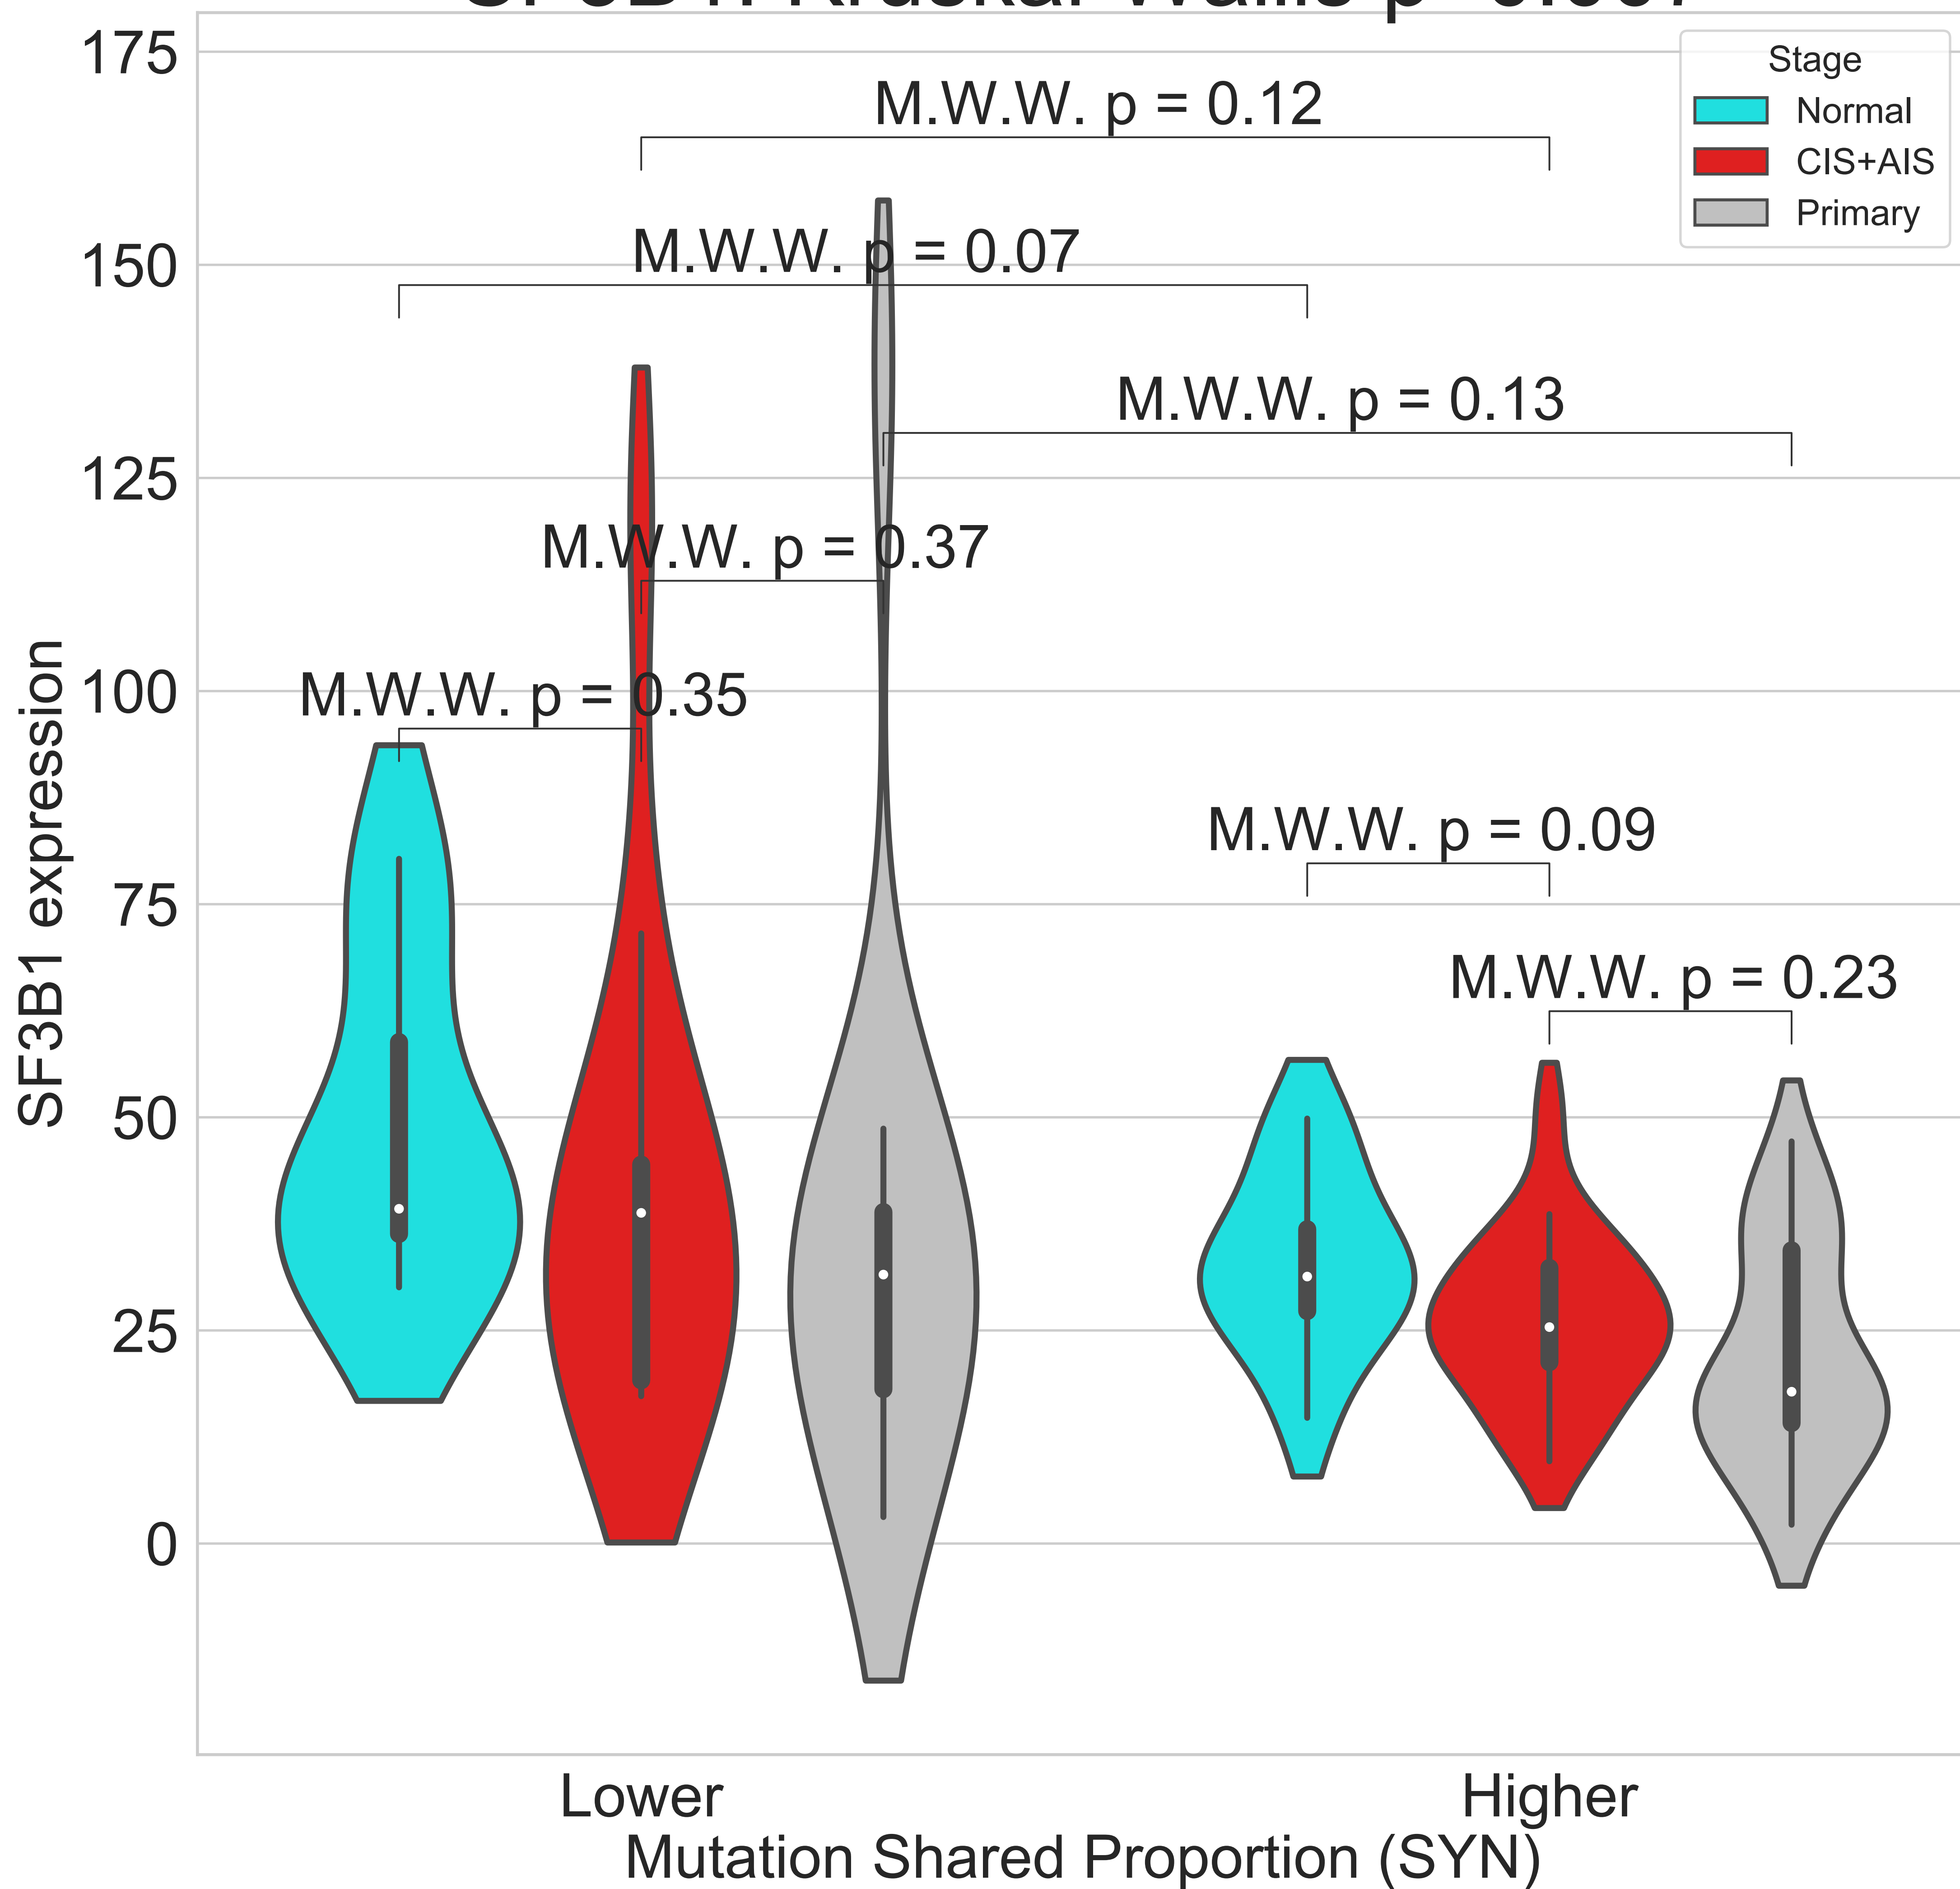 175
150
125
100
75
50
25
0
SF3B1 expression
M.W.W. p = 0.12
M.W.W. p = 0.07
M.W.W. p = 0.13
M.W.W. p = 0.37
M.W.W. p = 0.35
M.W.W. p = 0.09
M.W.W. p = 0.23
Stage
Normal
CIS+AIS
Primary
Lower
Higher
Mutation Shared Proportion (SYN)